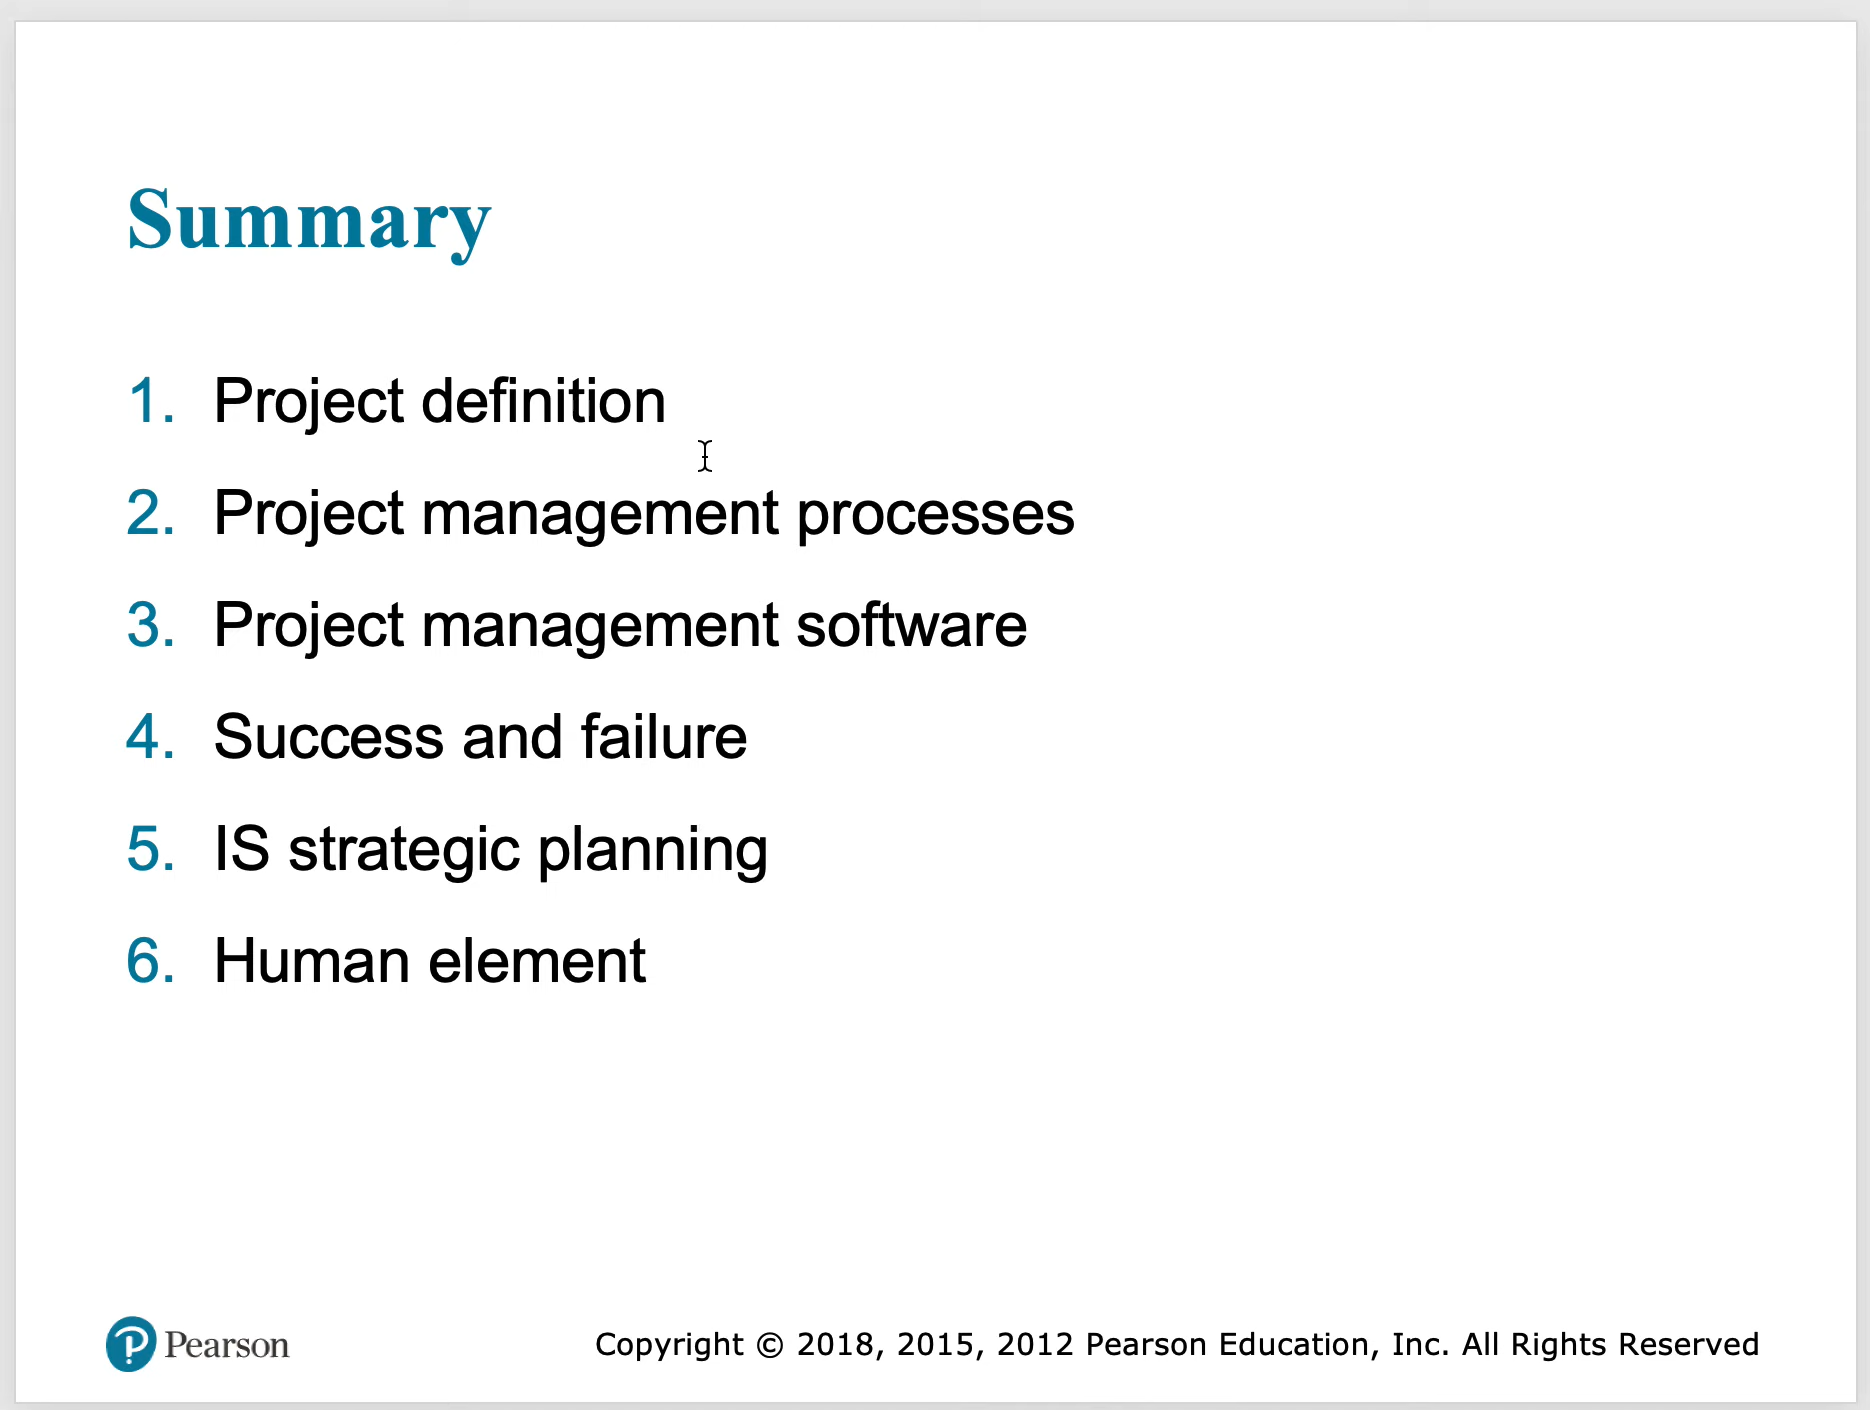 Summary
1. Project definition
2. Project management processes
3. Project management software
4. Success and failure
5. IS strategic planning
6. Human element
Pearson
Copyright © 2018, 2015, 2012 Pearson Education, Inc. All Rights Reserved